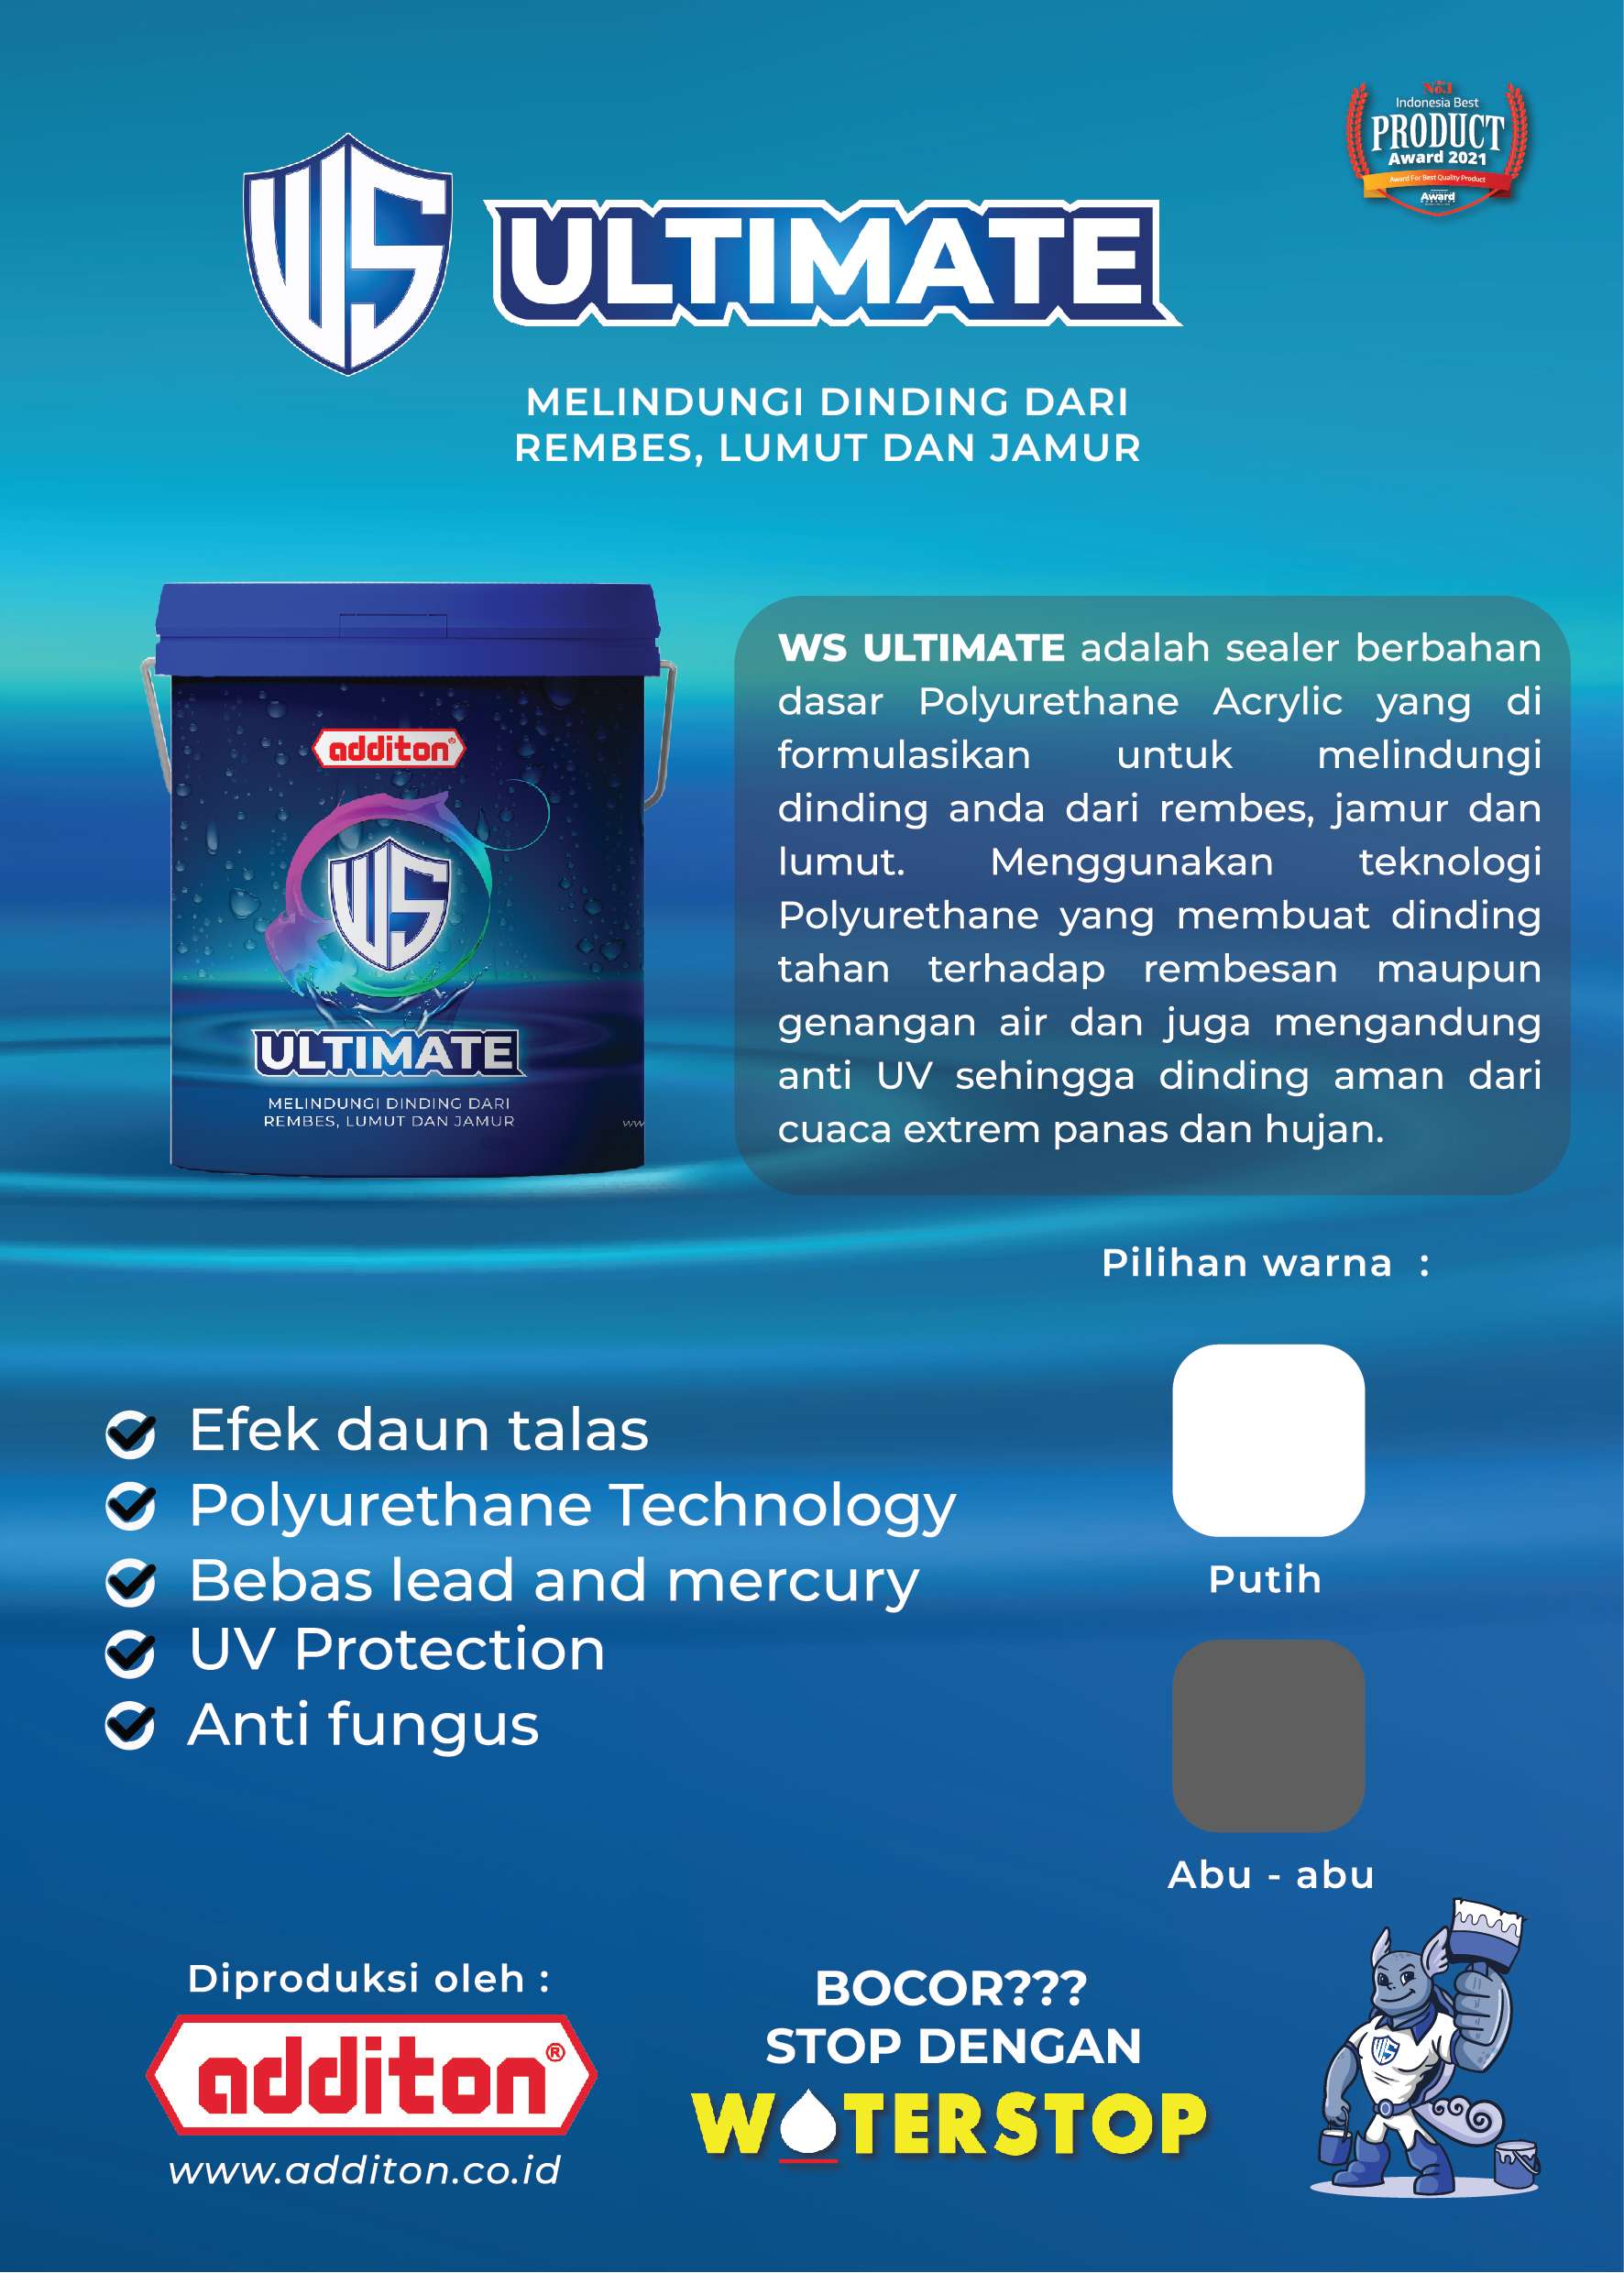 No.1
Indonesia Best
PRODUCT
Award 2021
Award For Best Quality Product
Award
WS ULTIMATE
MELINDUNGI DINDING DARI
REMBES, LUMUT DAN JAMUR
additon®
WS
ULTIMATE
MELINDUNGI DINDING DARI
REMBES, LUMUT DAN JAMUR
WS ULTIMATE adalah sealer berbahan
dasar Polyurethane Acrylic yang di
formulasikan untuk melindungi
dinding anda dari rembes, jamur dan
lumut. Menggunakan teknologi
Polyurethane yang membuat dinding
tahan terhadap rembesan maupun
genangan air dan juga mengandung
anti UV sehingga dinding aman dari
cuaca extrem panas dan hujan.
Pilihan warna :
Putih
Abu - abu
Efek daun talas
Polyurethane Technology
Bebas lead and mercury
UV Protection
Anti fungus
Diproduksi oleh :
additon®
www.additon.co.id
BOCOR???
STOP DENGAN
WATERSTOP
WS